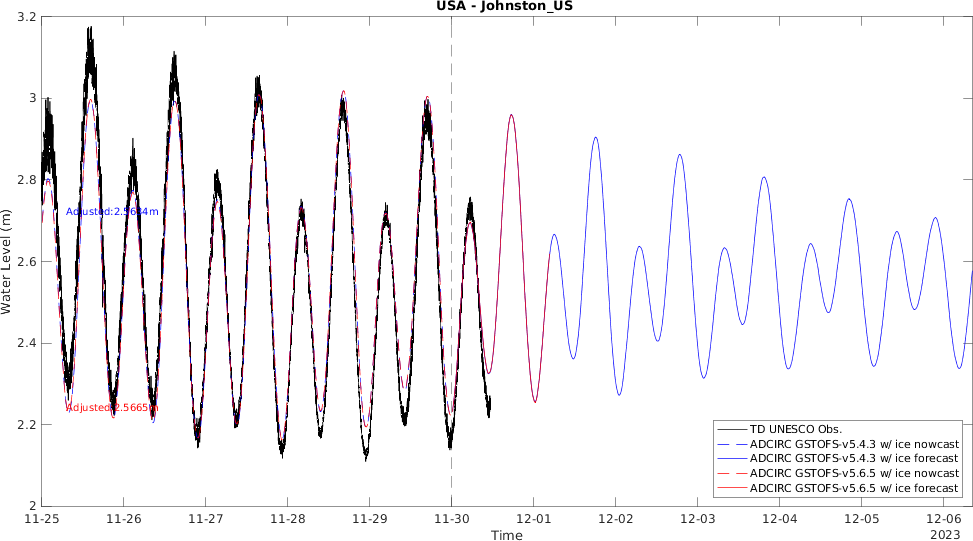 USA - Johnston_US
3.2
3
2.8
2.6
2.4
2.2
2
Water Level (m)
Adjusted:2.5684m
Adjusted:2.5665m
TD UNESCO Obs.
ADCIRC GSTOFS-v5.4.3 w/ ice nowcast
ADCIRC GSTOFS-v5.4.3 w/ ice forecast
ADCIRC GSTOFS-v5.6.5 w/ ice nowcast
ADCIRC GSTOFS-v5.6.5 w/ ice forecast
11-25 11-26 11-27 11-28 11-29 11-30 12-01 12-02 12-03 12-04 12-05 12-06
Time
2023